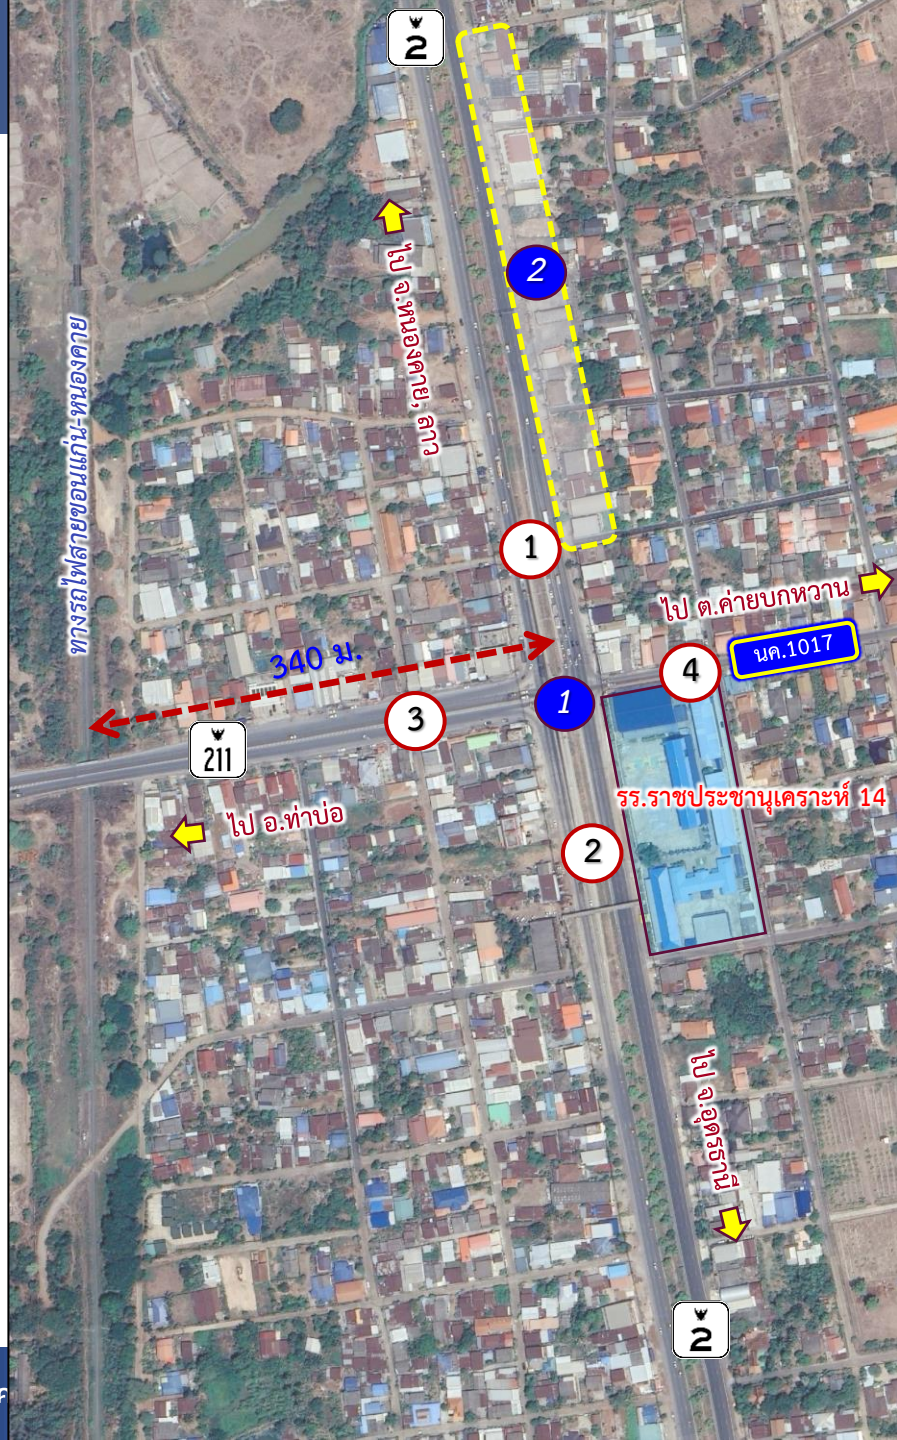 2
2
ไป จ.หนองคาย, ลาว
ทางรถไฟสายขอนแก่น-หนองคาย
1
ไป ต.ค่ายบกหวาน
นค.1017
340 ม.
4
1
3
211
รร.ราชประชานุเคราะห์ 14
ไป อ.ท่าบ่อ
2
ไป จ.อุดรธานี
2